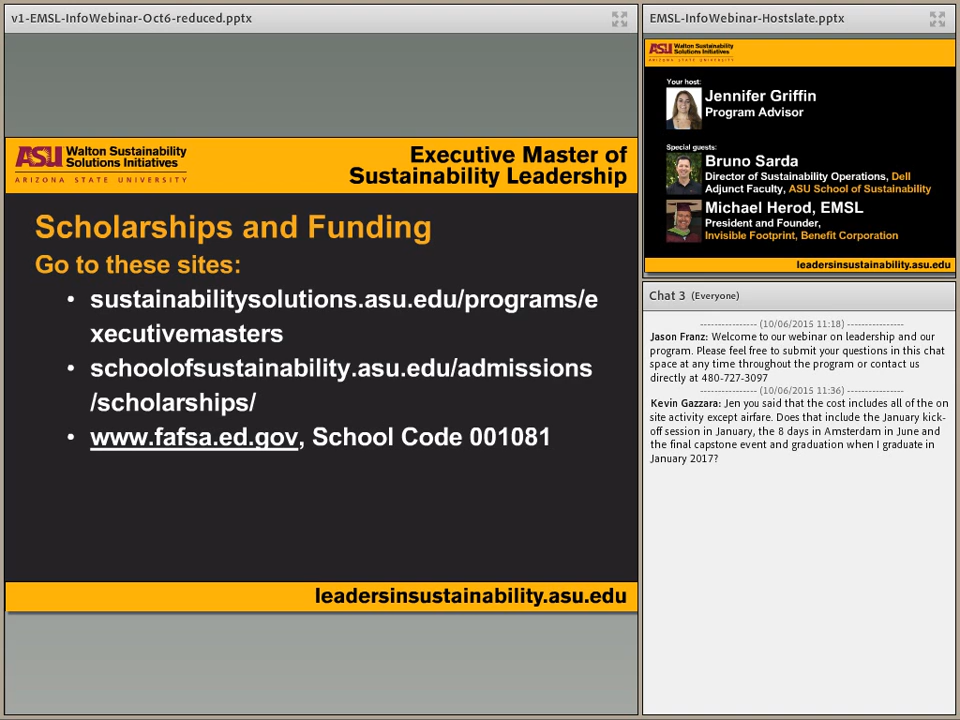 v1-EMSL-InfoWebinar-Oct6-reduced.pptx
ASU Walton Sustainability
Solutions Initiatives
ARIZONA STATE UNIVERSITY
Executive Master of
Sustainability Leadership
Scholarships and Funding
Go to these sites:
• sustainabilitysolutions.asu.edu/programs/e
xecutivemasters
• schoolofsustainability.asu.edu/admissions
/scholarships/
• www.fafsa.ed.gov, School Code 001081
leadersinsustainability.asu.edu
EMSL-InfoWebinar-Hostslate.pptx
ASU Walton Sustainability
Solutions Initiatives
ARIZONA STATE UNIVERSITY
Your host:
Jennifer Griffin
Program Advisor
Special guests:
Bruno Sarda
Director of Sustainability Operations, Dell
Adjunct Faculty, ASU School of Sustainability
Michael Herod, EMSL
President and Founder,
Invisible Footprint, Benefit Corporation
leadersinsustainability.asu.edu
Chat 3 (Everyone)
---------------- (10/06/2015 11:18) ----------------
Jason Franz: Welcome to our webinar on leadership and our
program. Please feel free to submit your questions in this chat
space at any time throughout the program or contact us
directly at 480-727-3097
---------------- (10/06/2015 11:36) ----------------
Kevin Gazzara: Jen you said that the cost includes all of the on
site activity except airfare. Does that include the January kick-
off session in January, the 8 days in Amsterdam in June and
the final capstone event and graduation when I graduate in
January 2017?